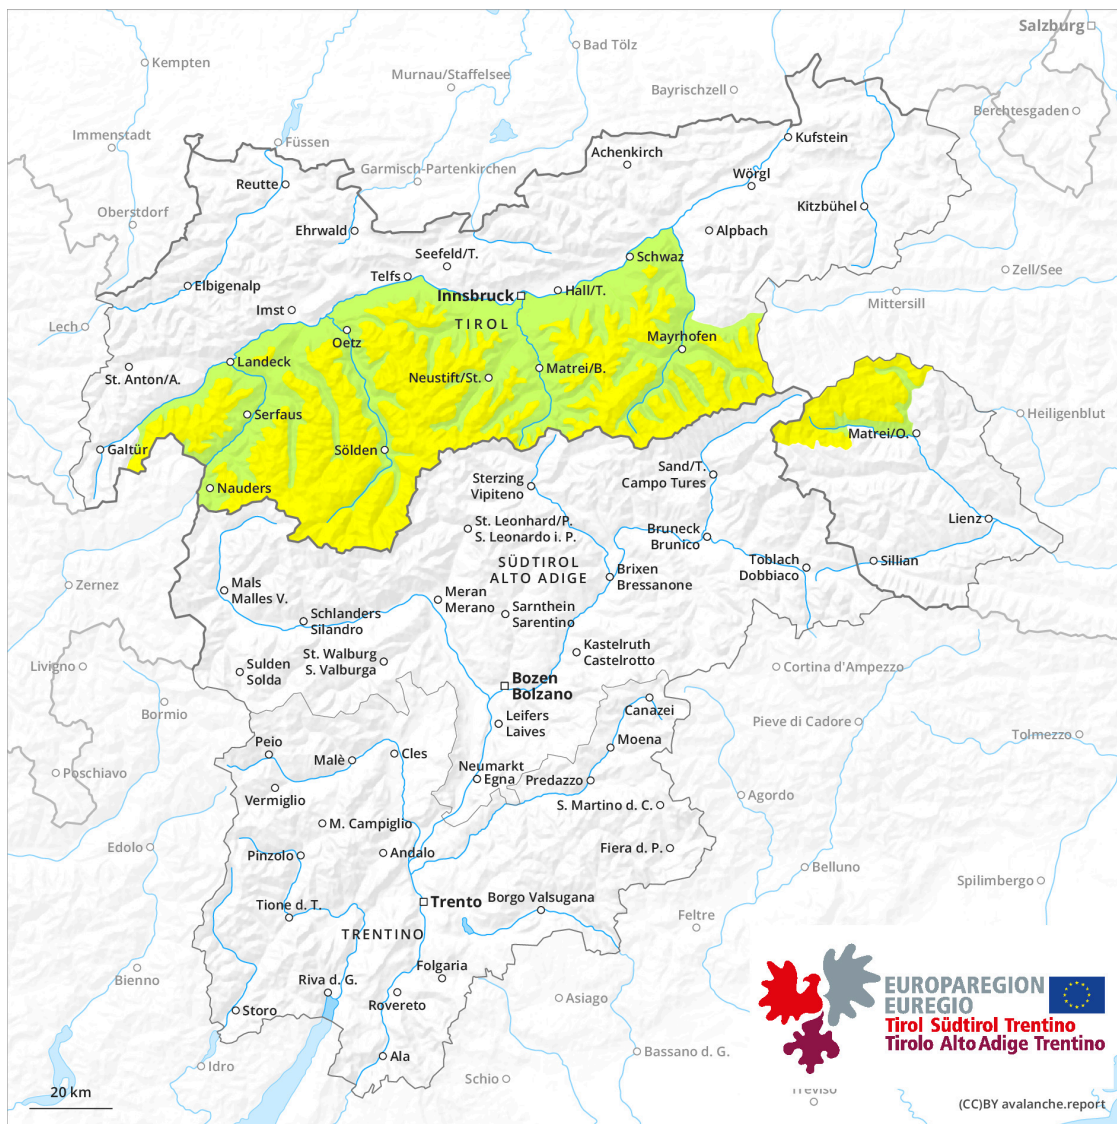 Salzburg
Bad Tölz
Kempten
Murnau/Staffelsee
Bayrischzell
Berchtesgaden
Immenstadt
Füssen
Kufstein
Achenkirch
Garmisch-Partenkirchen
Wörgl
Reutte
Kitzbühel
Oberstdorf
Ehrwald
Alpbach
Seefeld/T.
Schwaz
Telfs
Zell/See
Elbigenalp
Hall/T.
Innsbruck
Mittersill
Imst
TIROL
Lech
Oetz
Mayrhofen
Landeck
Matrei/B.
St. Anton/A.
Neustift/St.
Serfaus
Heiligenblut
Matrei/O.
Galtür
Sölden
Sand/T.
Campo Tures
Sterzing
Vipiteno
Nauders
St. Leonhard/P.
S. Leonardo i. P.
Lienz
Bruneck
Brunico
SÜDTIROL
ALTO ADIGE
Toblach
Dobbiaco
Sillian
Brixen
Bressanone
Zernez
Mals
Malles V.
Meran
Merano
Sarnthein
Sarentino
Schlanders
Silandro
Kastelruth
Castelrotto
St. Walburg
S. Valburga
Livigno
Sulden
Solda
Cortina d'Ampezzo
Bozen
Bolzano
Bormio
Canazei
Leifers
Laives
Pieve di Cadore
Tolmezzo
Moena
Peio
Cles
Malè
Poschiavo
Neumarkt
Egna
Predazzo
Vermiglio
Agordo
S. Martino d. C.
M. Campiglio
Edolo
Pinzolo
Andalo
Fiera d. P.
Belluno
Spilimbergo
Trento
Borgo Valsugana
Tione d. T.
Feltre
TRENTINO
Folgaria
Bienno
Riva d. G.
Rovereto
Asiago
Storo
EUROPAREGION
EUREGIO
Tirol Südtirol Trentino
Tirolo Alto Adige Trentino
Ala
Bassano d. G.
Idro
Schio
Treviso
20 km
(CC)BY avalanche.report